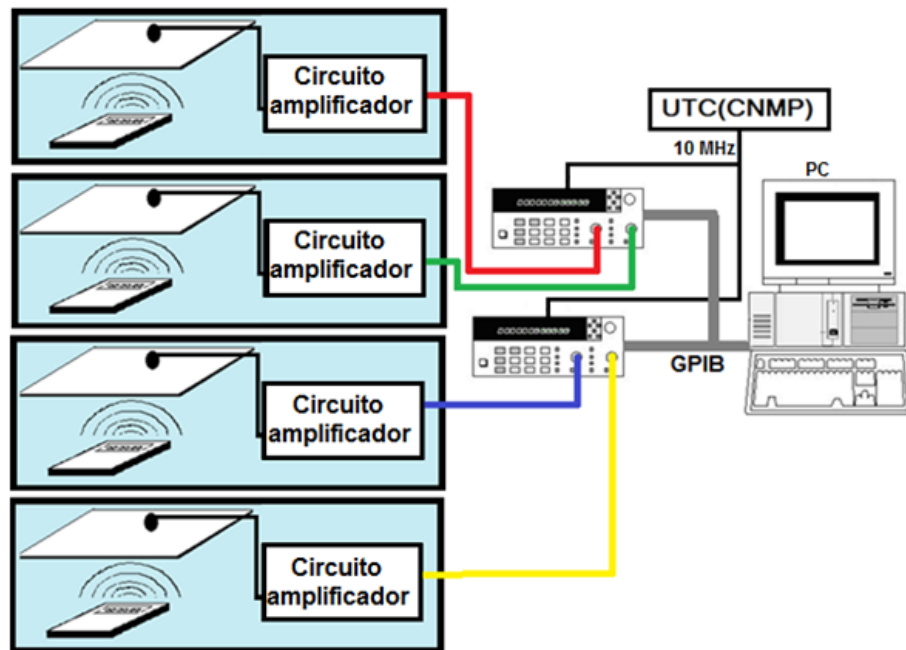 Circuito
amplificador
Circuito
amplificador
Circuito
amplificador
Circuito
amplificador
UTC(CNMP)
10 MHz
PC
GPIB